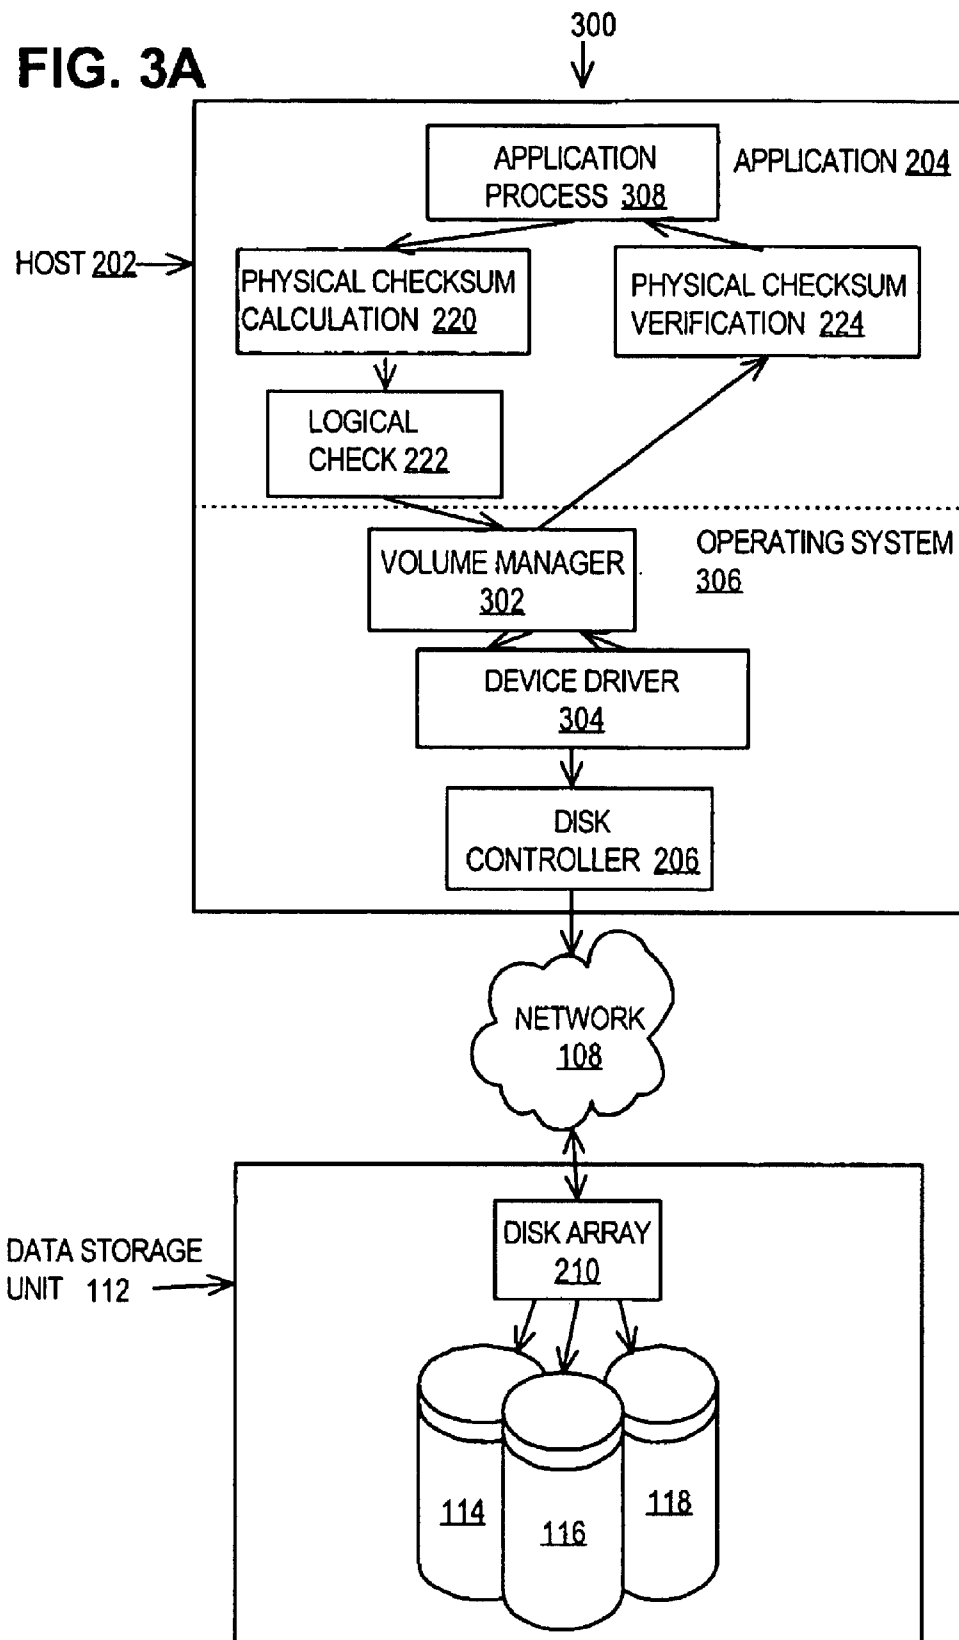 300
FIG. 3A
APPLICATION
PROCESS 308
APPLICATION 204
HOST 202
PHYSICAL CHECKSUM
CALCULATION 220
PHYSICAL CHECKSUM
VERIFICATION 224
LOGICAL
CHECK 222
VOLUME MANAGER
302
OPERATING SYSTEM
306
DEVICE DRIVER
304
DISK
CONTROLLER 206
NETWORK
108
DISK ARRAY
210
DATA STORAGE
UNIT 112
114
116
118